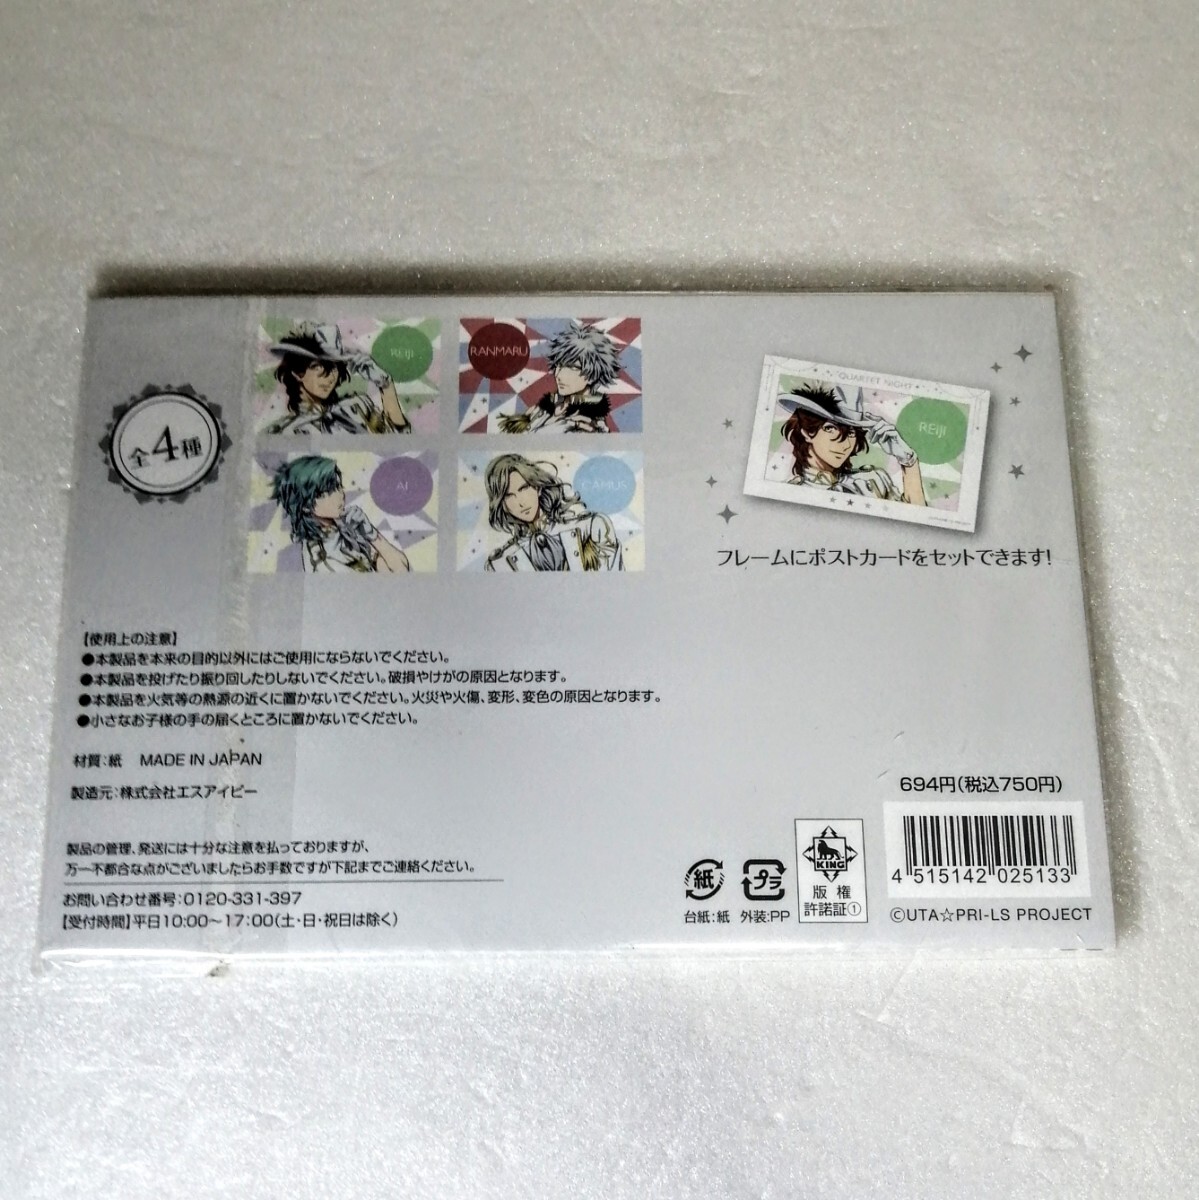 全4種
REIJI
RANMARU
AI
CAMUS
QUARTET NIGHT
REIJI
フレームにポストカードをセットできます!
【使用上の注意】
●本製品を本来の目的以外にはご使用にならないでください。
●本製品を投げたり振り回したりしないでください。破損やけがの原因となります。
●本製品を火気等の熱源の近くに置かないでください。火災や火傷、変形、変色の原因となります。
●小さなお子様の手の届くところに置かないでください。
材質:紙 MADE IN JAPAN
製造元:株式会社エスアイピー
製品の管理、発送には十分な注意を払っておりますが、
万一不都合な点がございましたらお手数ですが下記までご連絡ください。
お問い合わせ番号:0120-331-397
【受付時間】平日10:00～17:00(土・日・祝日は除く)
紙
台紙:紙
プラ
外装:PP
KING
版権
許諾証①
694円(税込750円)
4 515142 025133
©UTA☆PRI-LS PROJECT